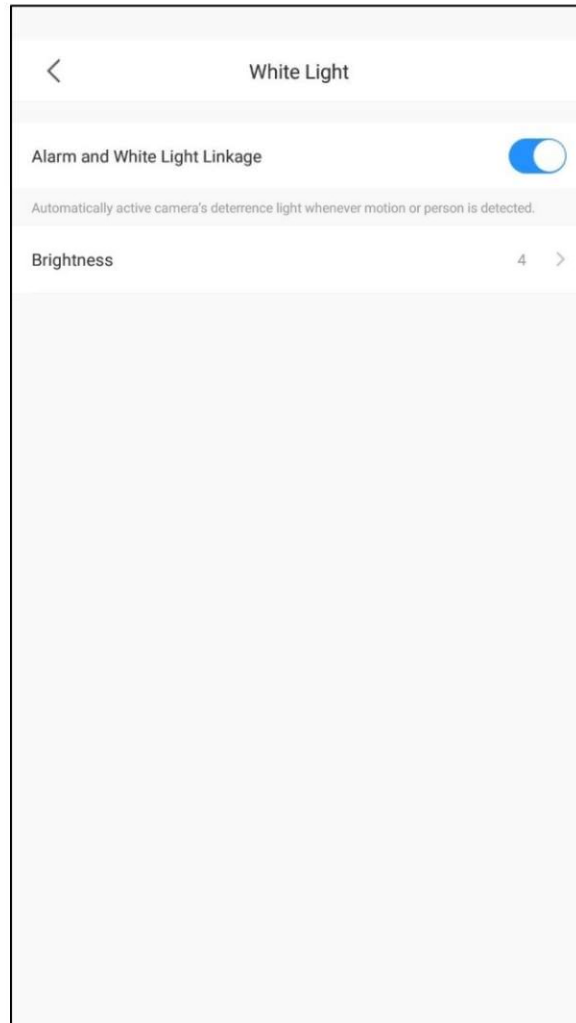 White Light
Alarm and White Light Linkage
Automatically active camera's deterrence light whenever motion or person is detected.
Brightness 4